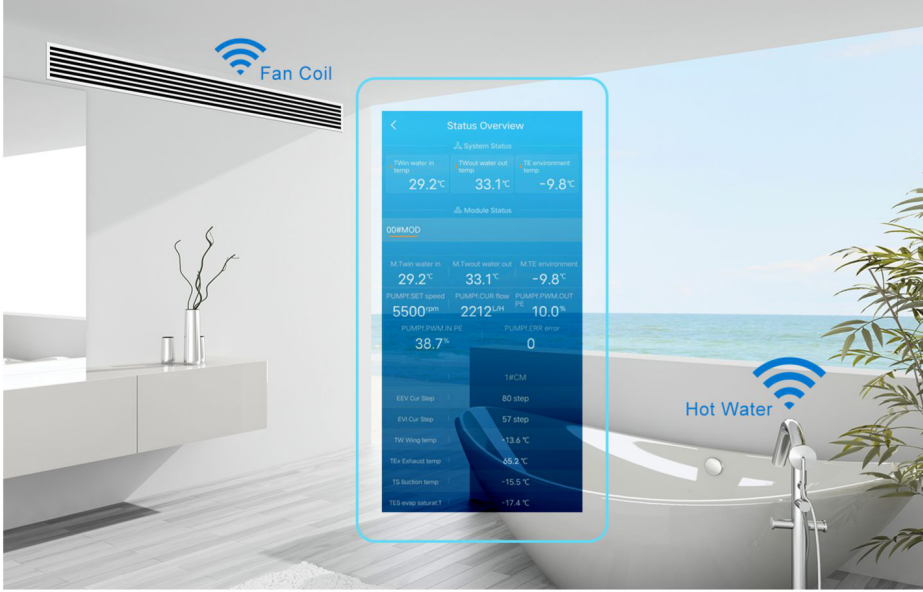 Fan Coil
Status Overview
System Status
TWin water in temp
TWout water out temp
TE environment temp
29.2℃
33.1℃
-9.8℃
Module Status
00#MOD
M.Twin water in
M.Twout water out
M.TE environment
29.2℃
33.1℃
-9.8℃
PUMPf.SET speed
PUMPf.CUR flow
PUMPf.PWM.OUT PE
5500rpm
2212L/H
10.0%
PUMPf.PWM.IN PE
PUMPf.ERR error
38.7%
0
1#CM
EEV Cur Step
80 step
EVI Cur Step
57 step
TW Wing temp
-13.6 ℃
TEx Exhaust temp
65.2 ℃
TS Suction temp
-15.5 ℃
TES evap saturat.T
-17.4 ℃
Hot Water